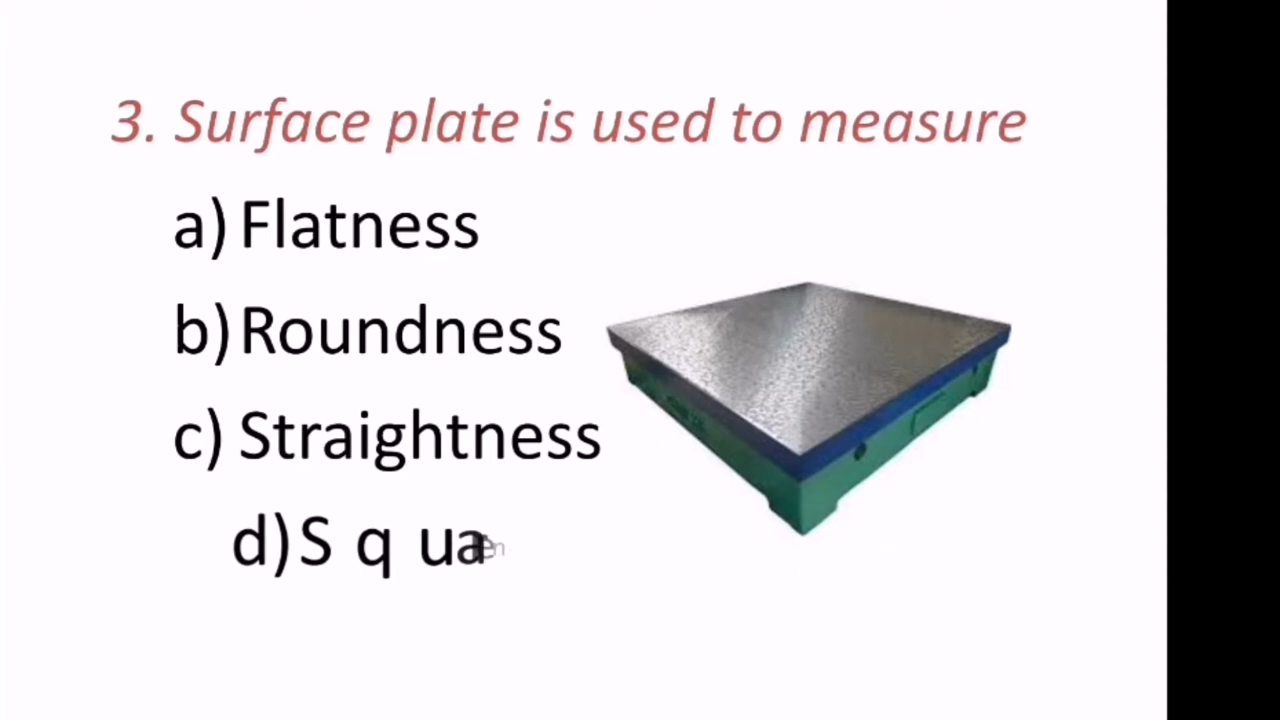 3. Surface plate is used to measure
a) Flatness
b) Roundness
c) Straightness
d) S q ua